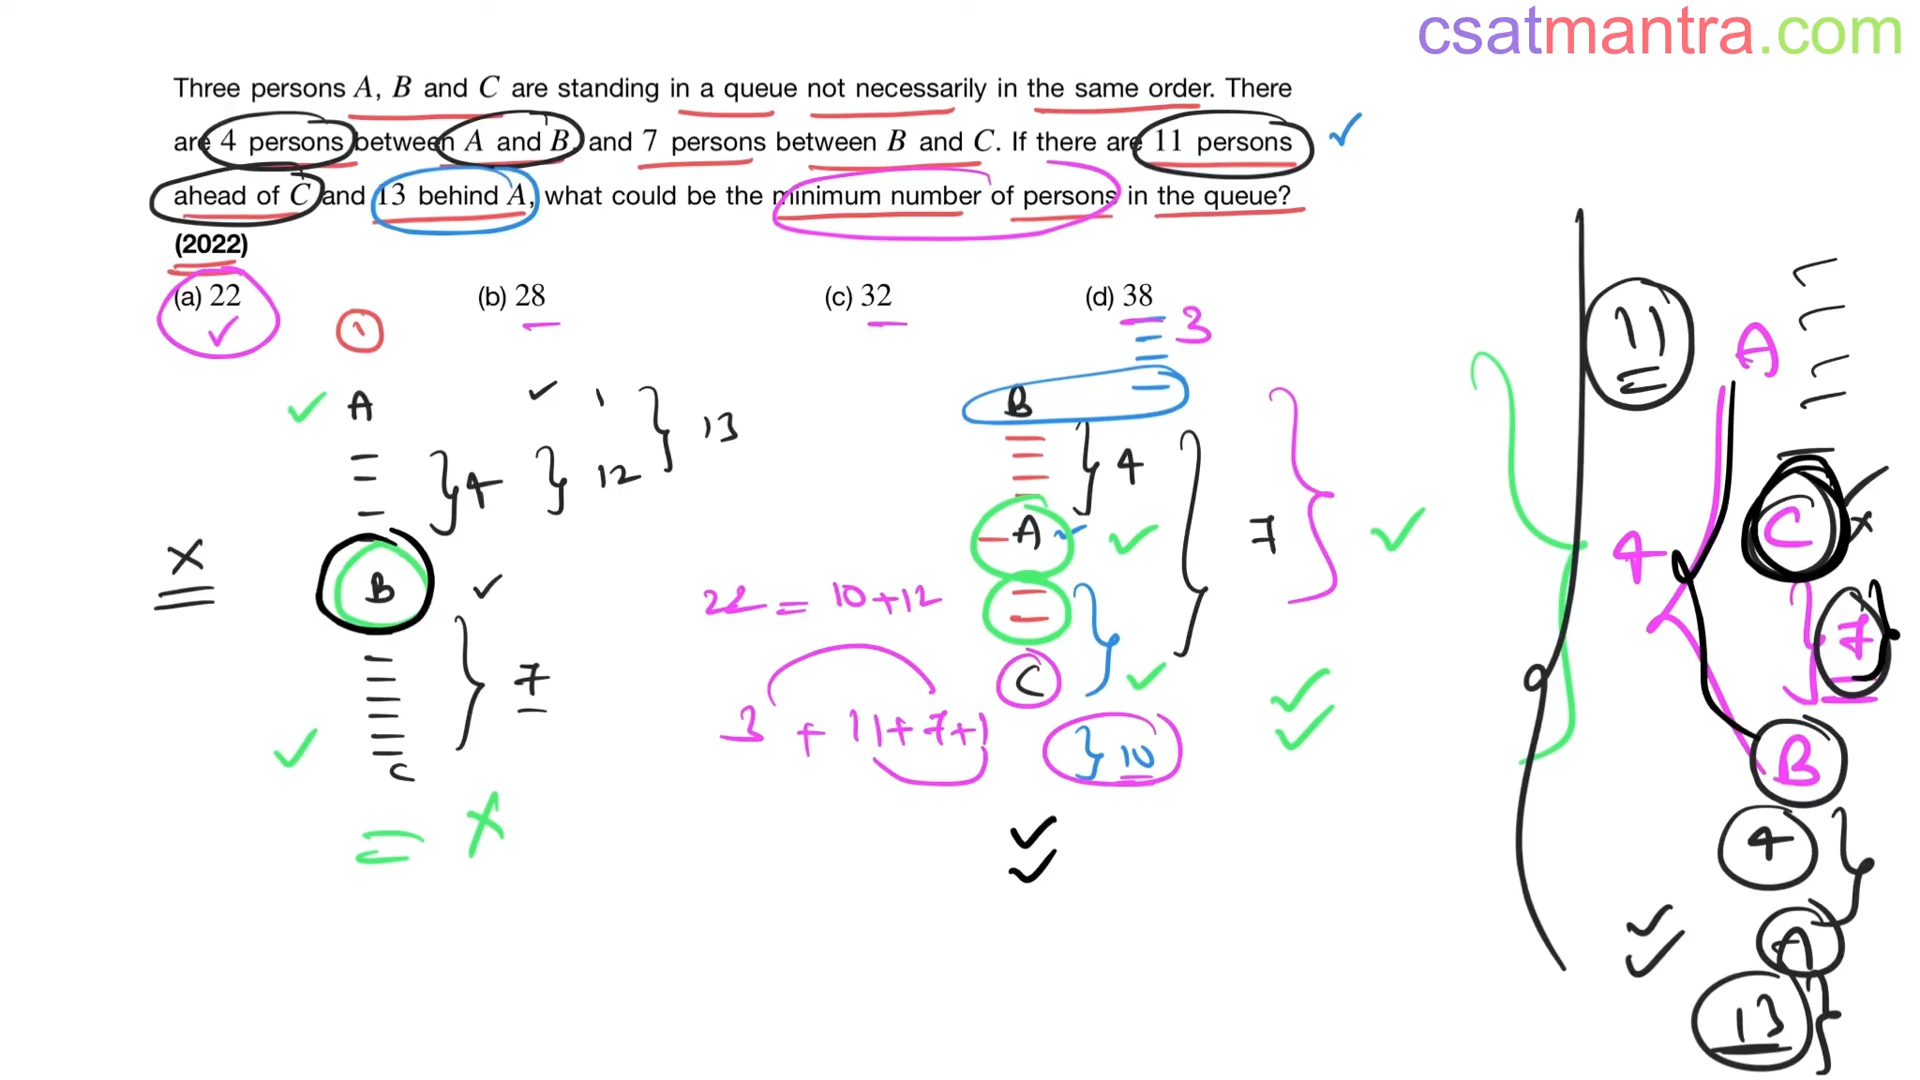 csatmantra.com
Three persons A, B and C are standing in a queue not necessarily in the same order. There
are 4 persons between A and B, and 7 persons between B and C. If there are 11 persons
ahead of C and 13 behind A, what could be the minimum number of persons in the queue?
(2022)
(a) 22 (b) 28 (c) 32 (d) 38
1
3
11
A
A
1
13
B
4
12
4
7
A
C
4
B
22 = 10+12
7
7
C
3 + 11+7+1
10
B
C
4
A
13